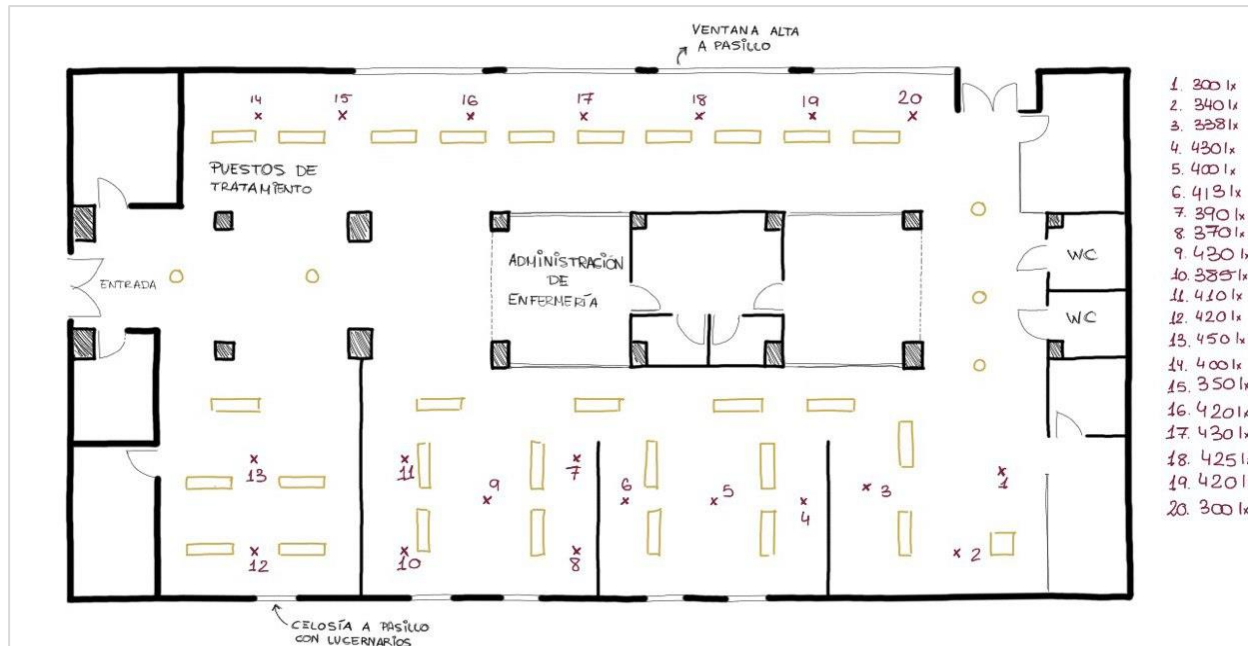 VENTANA ALTA
A PASILLO
14
15
16
17
18
19
20
PUESTOS DE
TRATAMIENTO
ENTRADA
ADMINISTRACIÓN
DE
ENFERMERÍA
WC
WC
13
12
11
10
9
7
8
6
5
4
3
1
2
CELOSÍA A PASILLO
CON LUCERNARIOS
1. 300 lx
2. 340 lx
3. 338 lx
4. 430 lx
5. 400 lx
6. 413 lx
7. 390 lx
8. 370 lx
9. 430 lx
10. 385 lx
11. 410 lx
12. 420 lx
13. 450 lx
14. 400 lx
15. 350 lx
16. 420 lx
17. 430 lx
18. 425 lx
19. 420 lx
20. 300 lx